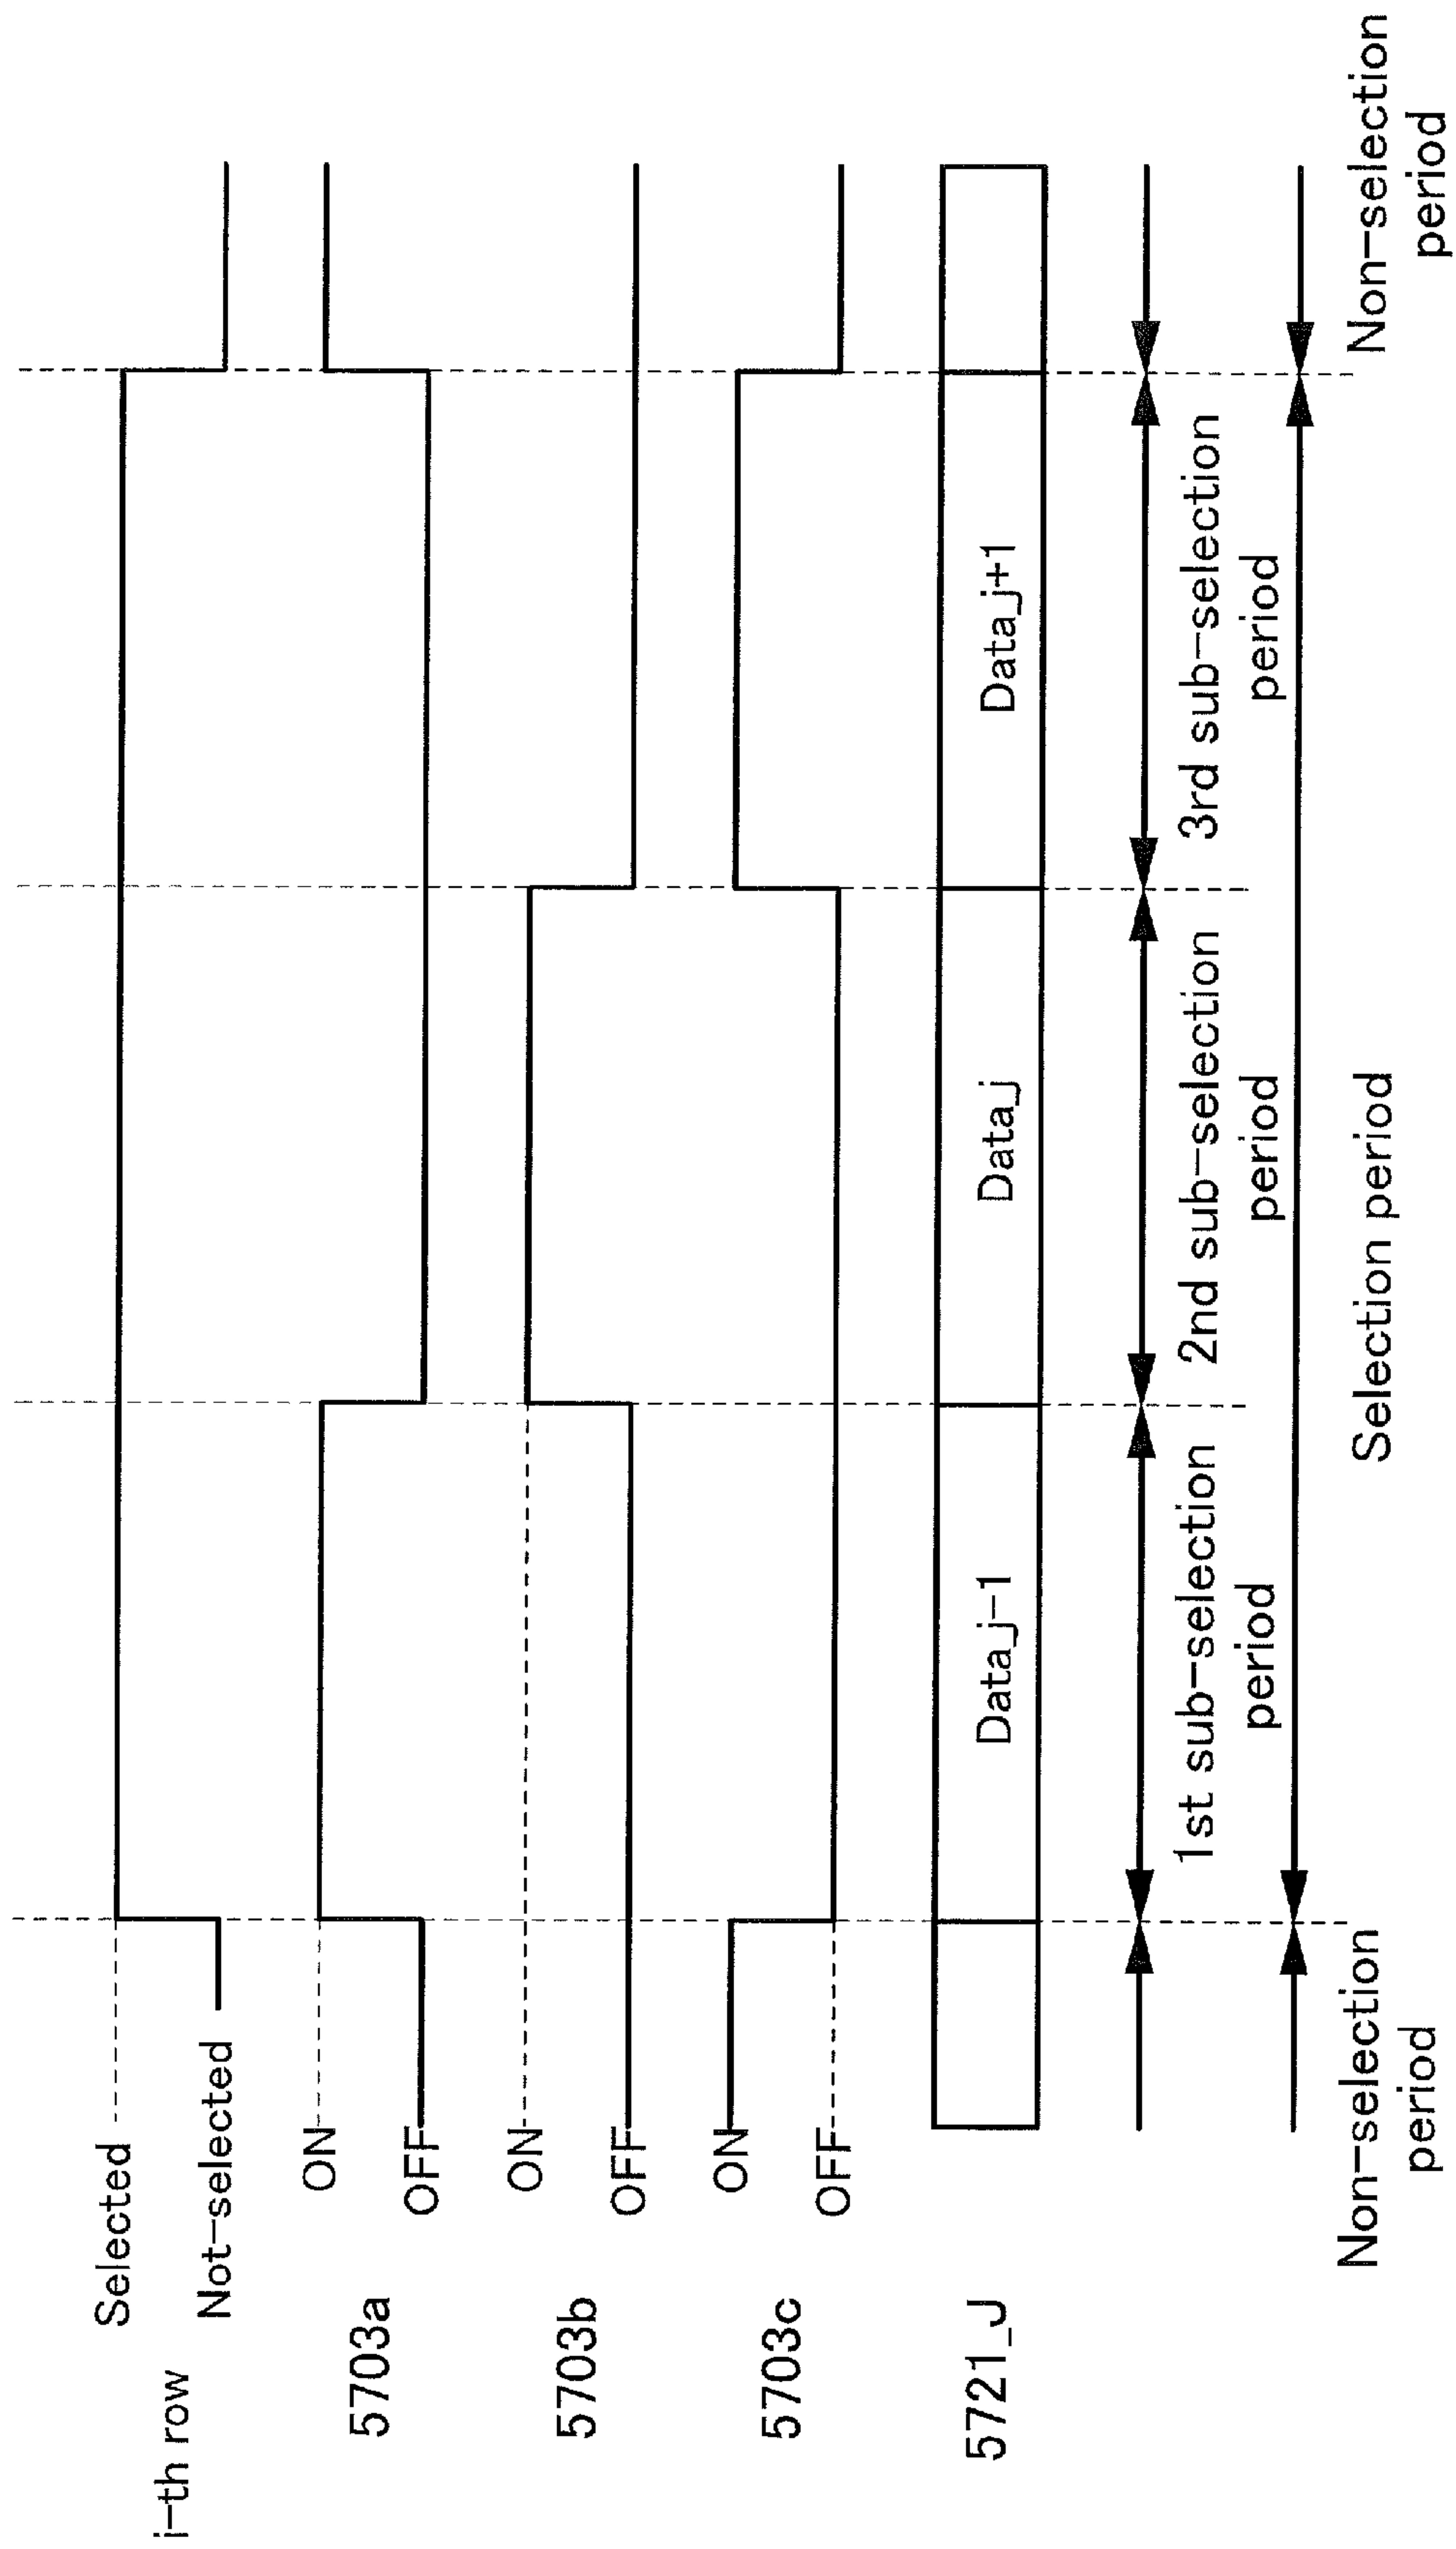 i-th row
Selected
Not-selected
5703a
ON
OFF
5703b
ON
OFF
5703c
ON
OFF
5721_J
Data_j-1
Data_j
Data_j+1
1st sub-selection
period
2nd sub-selection
period
3rd sub-selection
period
Non-selection
period
Selection period
Non-selection
period